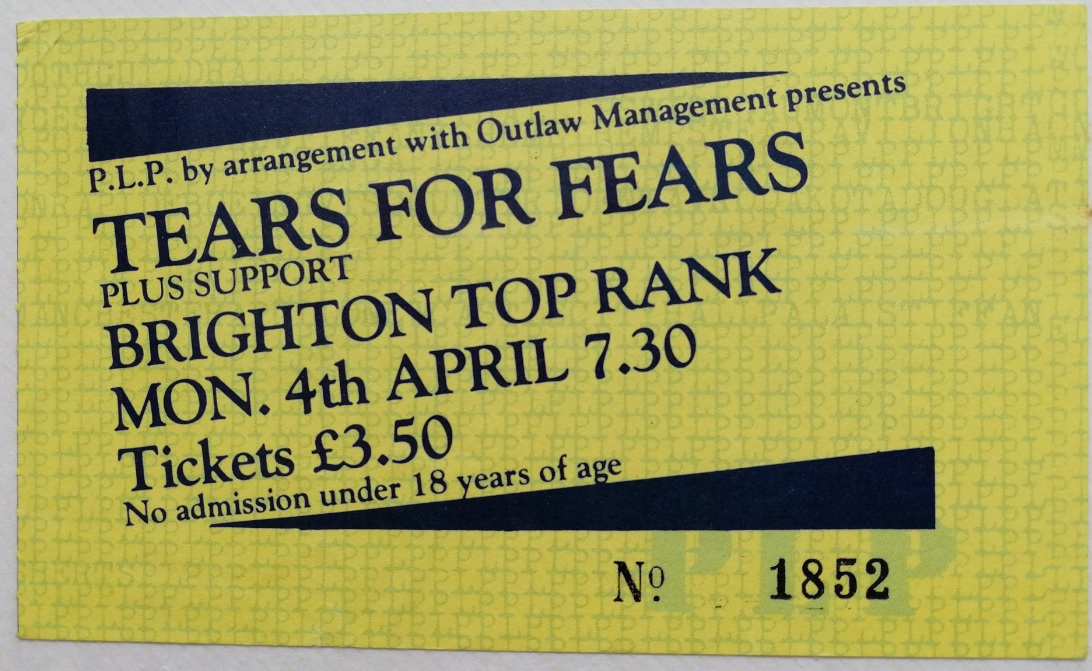 P.L.P. by arrangement with Outlaw Management presents
TEARS FOR FEARS
PLUS SUPPORT
BRIGHTON TOP RANK
MON. 4th APRIL 7.30
Tickets £3.50
No admission under 18 years of age
PLP
Nº 1852